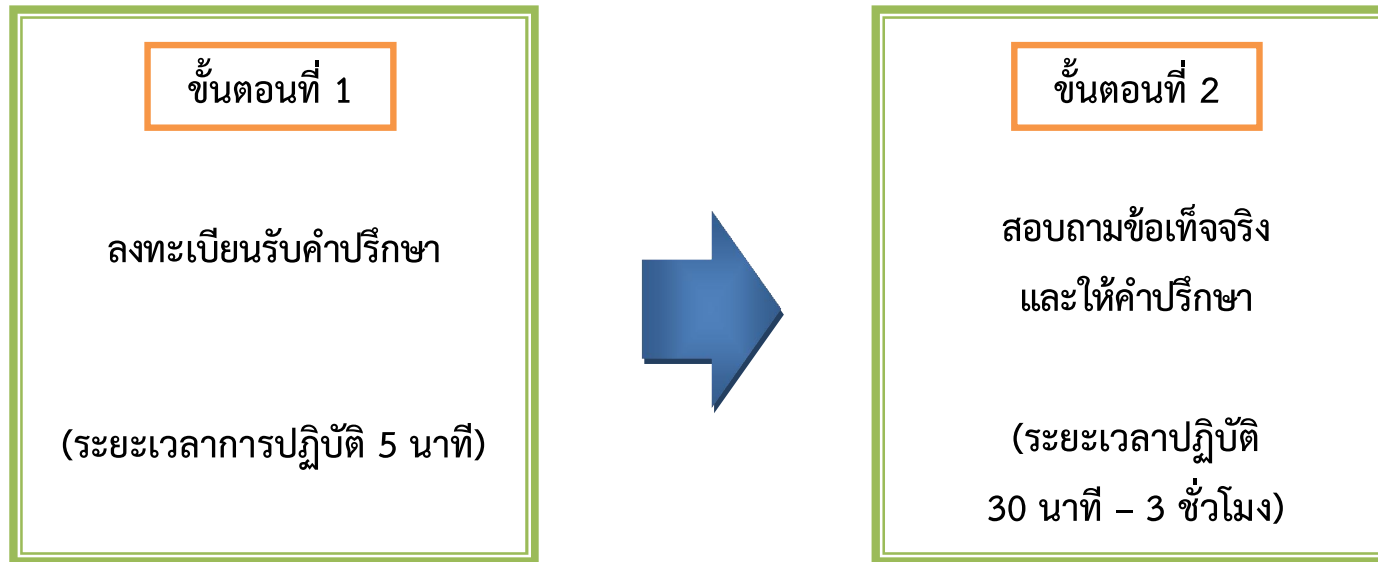 ขั้นตอนที่ 1
ลงทะเบียนรับคำปรึกษา
(ระยะเวลาการปฏิบัติ 5 นาที)
ขั้นตอนที่ 2
สอบถามข้อเท็จจริง
และให้คำปรึกษา
(ระยะเวลาปฏิบัติ
30 นาที – 3 ชั่วโมง)